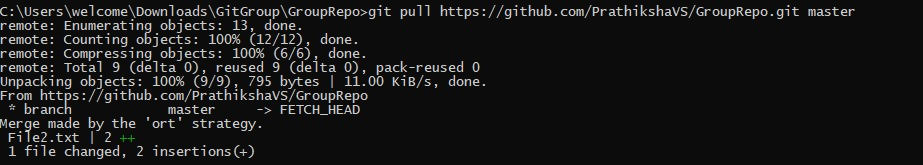 C:\Users\welcome\Downloads\GitGroup\GroupRepo>git pull https://github.com/PrathikshaVS/GroupRepo.git master
remote: Enumerating objects: 13, done.
remote: Counting objects: 100% (12/12), done.
remote: Compressing objects: 100% (6/6), done.
remote: Total 9 (delta 0), reused 9 (delta 0), pack-reused 0
Unpacking objects: 100% (9/9), 795 bytes | 11.00 KiB/s, done.
From https://github.com/PrathikshaVS/GroupRepo
 * branch            master     -> FETCH_HEAD
Merge made by the 'ort' strategy.
 File2.txt | 2 ++
 1 file changed, 2 insertions(+)